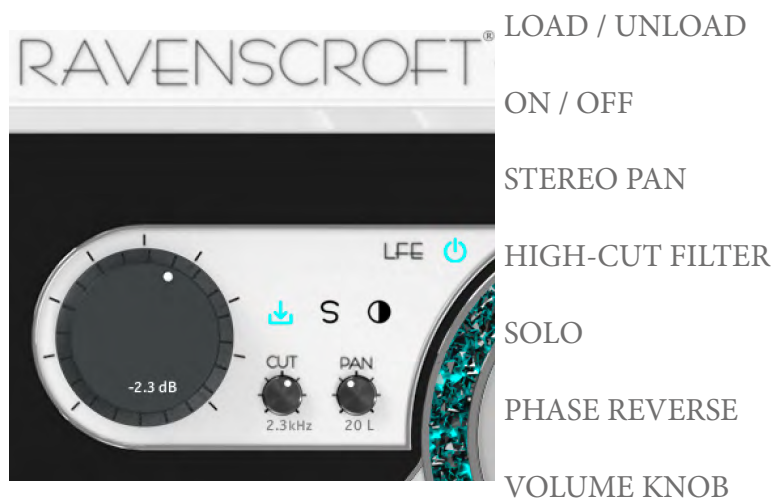 RAVENSCROFT®
LFE
S
CUT
PAN
-2.3 dB
2.3kHz
20 L
LOAD / UNLOAD
ON / OFF
STEREO PAN
HIGH-CUT FILTER
SOLO
PHASE REVERSE
VOLUME KNOB